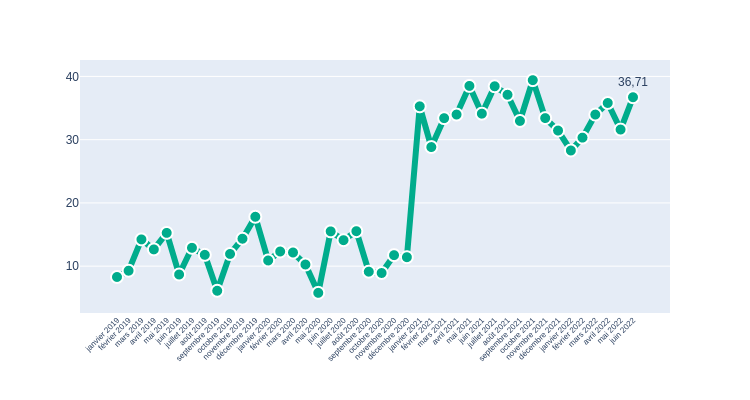 40
30
20
10
36,71
janvier 2019
février 2019
mars 2019
avril 2019
mai 2019
juin 2019
juillet 2019
août 2019
septembre 2019
octobre 2019
novembre 2019
décembre 2019
janvier 2020
février 2020
mars 2020
avril 2020
mai 2020
juin 2020
juillet 2020
août 2020
septembre 2020
octobre 2020
novembre 2020
décembre 2020
janvier 2021
février 2021
mars 2021
avril 2021
mai 2021
juin 2021
juillet 2021
août 2021
septembre 2021
octobre 2021
novembre 2021
décembre 2021
janvier 2022
février 2022
mars 2022
avril 2022
mai 2022
juin 2022